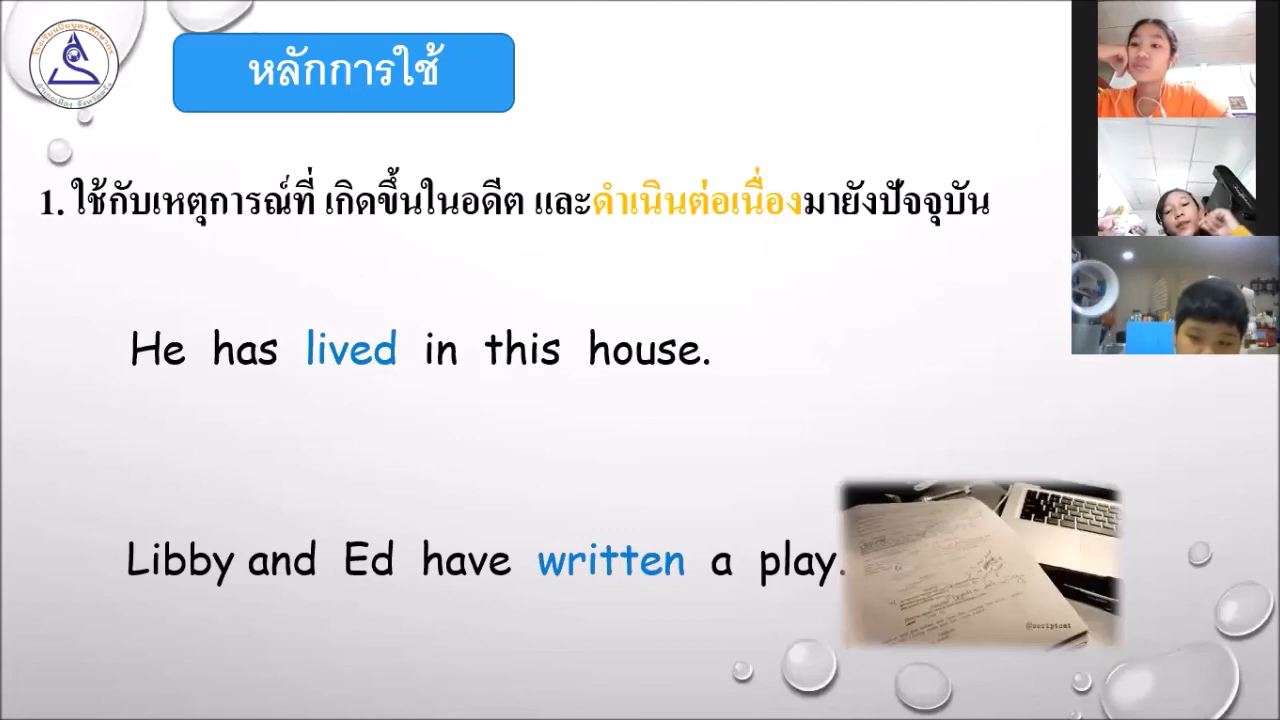 หลักการใช้
1. ใช้กับเหตุการณ์ที่ เกิดขึ้นในอดีต และดำเนินต่อเนื่องมายังปัจจุบัน
He has lived in this house.
Libby and Ed have written a play.
@scriptcat